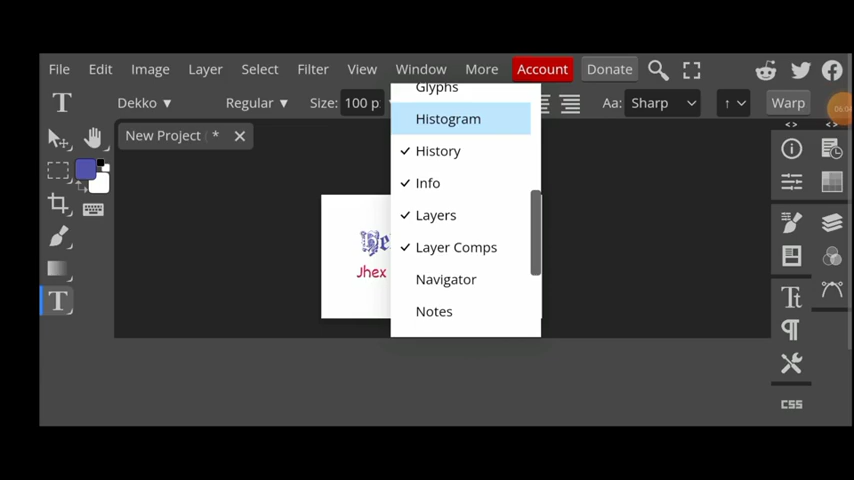 File Edit Image Layer Select Filter View Window More Account Donate
Dekko Regular Size: 100 p Aa: Sharp Warp
New Project *
Glyphs
Histogram
History
Info
Layers
Layer Comps
Navigator
Notes
Jhex
CSS